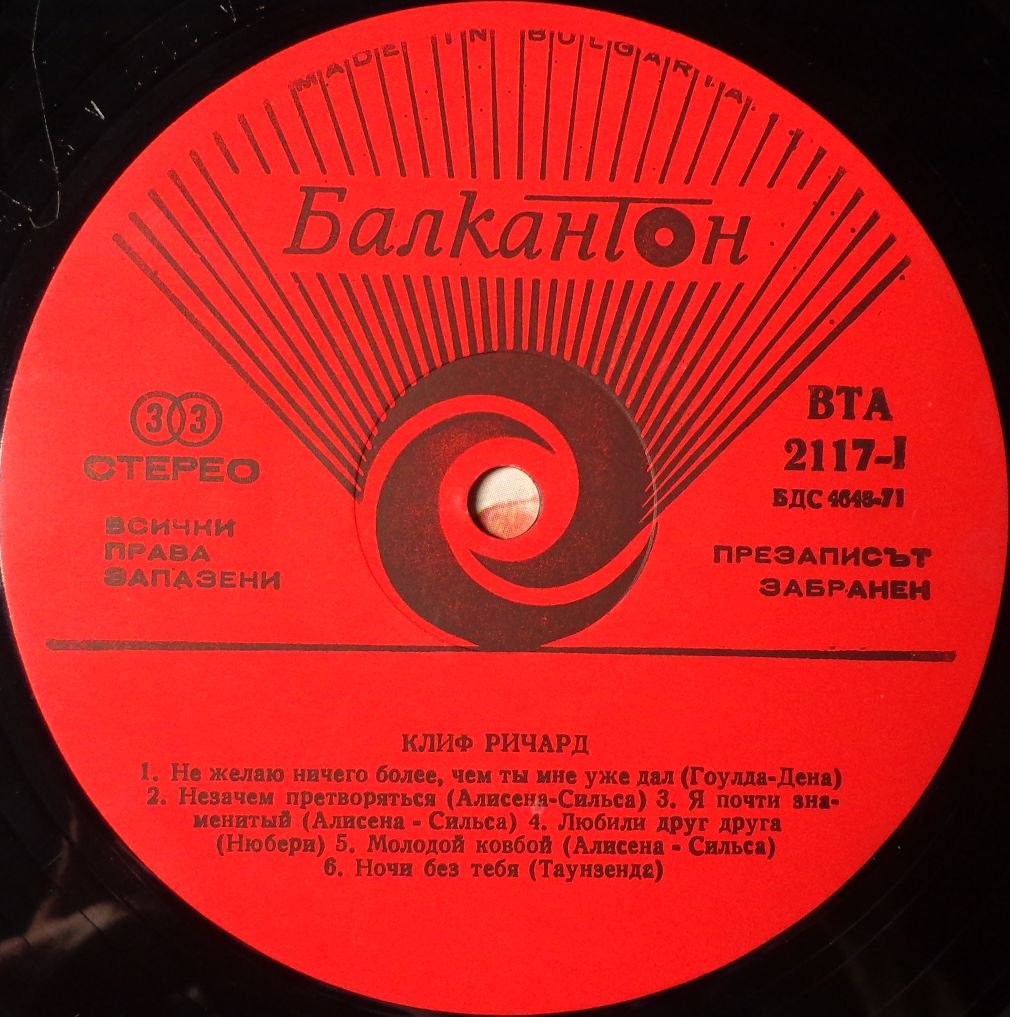 MADE IN BULGARIA
Балкантон
33
СТЕРЕО
ВСИЧКИ
ПРАВА
ЗАПАЗЕНИ
ВТА
2117-I
БДС 4648-71
ПРЕЗАПИСЪТ
ЗАБРАНЕН
КЛИФ РИЧАРД
1. Не желаю ничего более, чем ты мне уже дал (Гоулда-Дена)
2. Незачем претворяться (Алисена-Сильса) 3. Я почти зна-
менитый (Алисена - Сильса) 4. Любили друг друга
(Нюбери) 5. Молодой ковбой (Алисена - Сильса)
6. Ночи без тебя (Таунзенда)